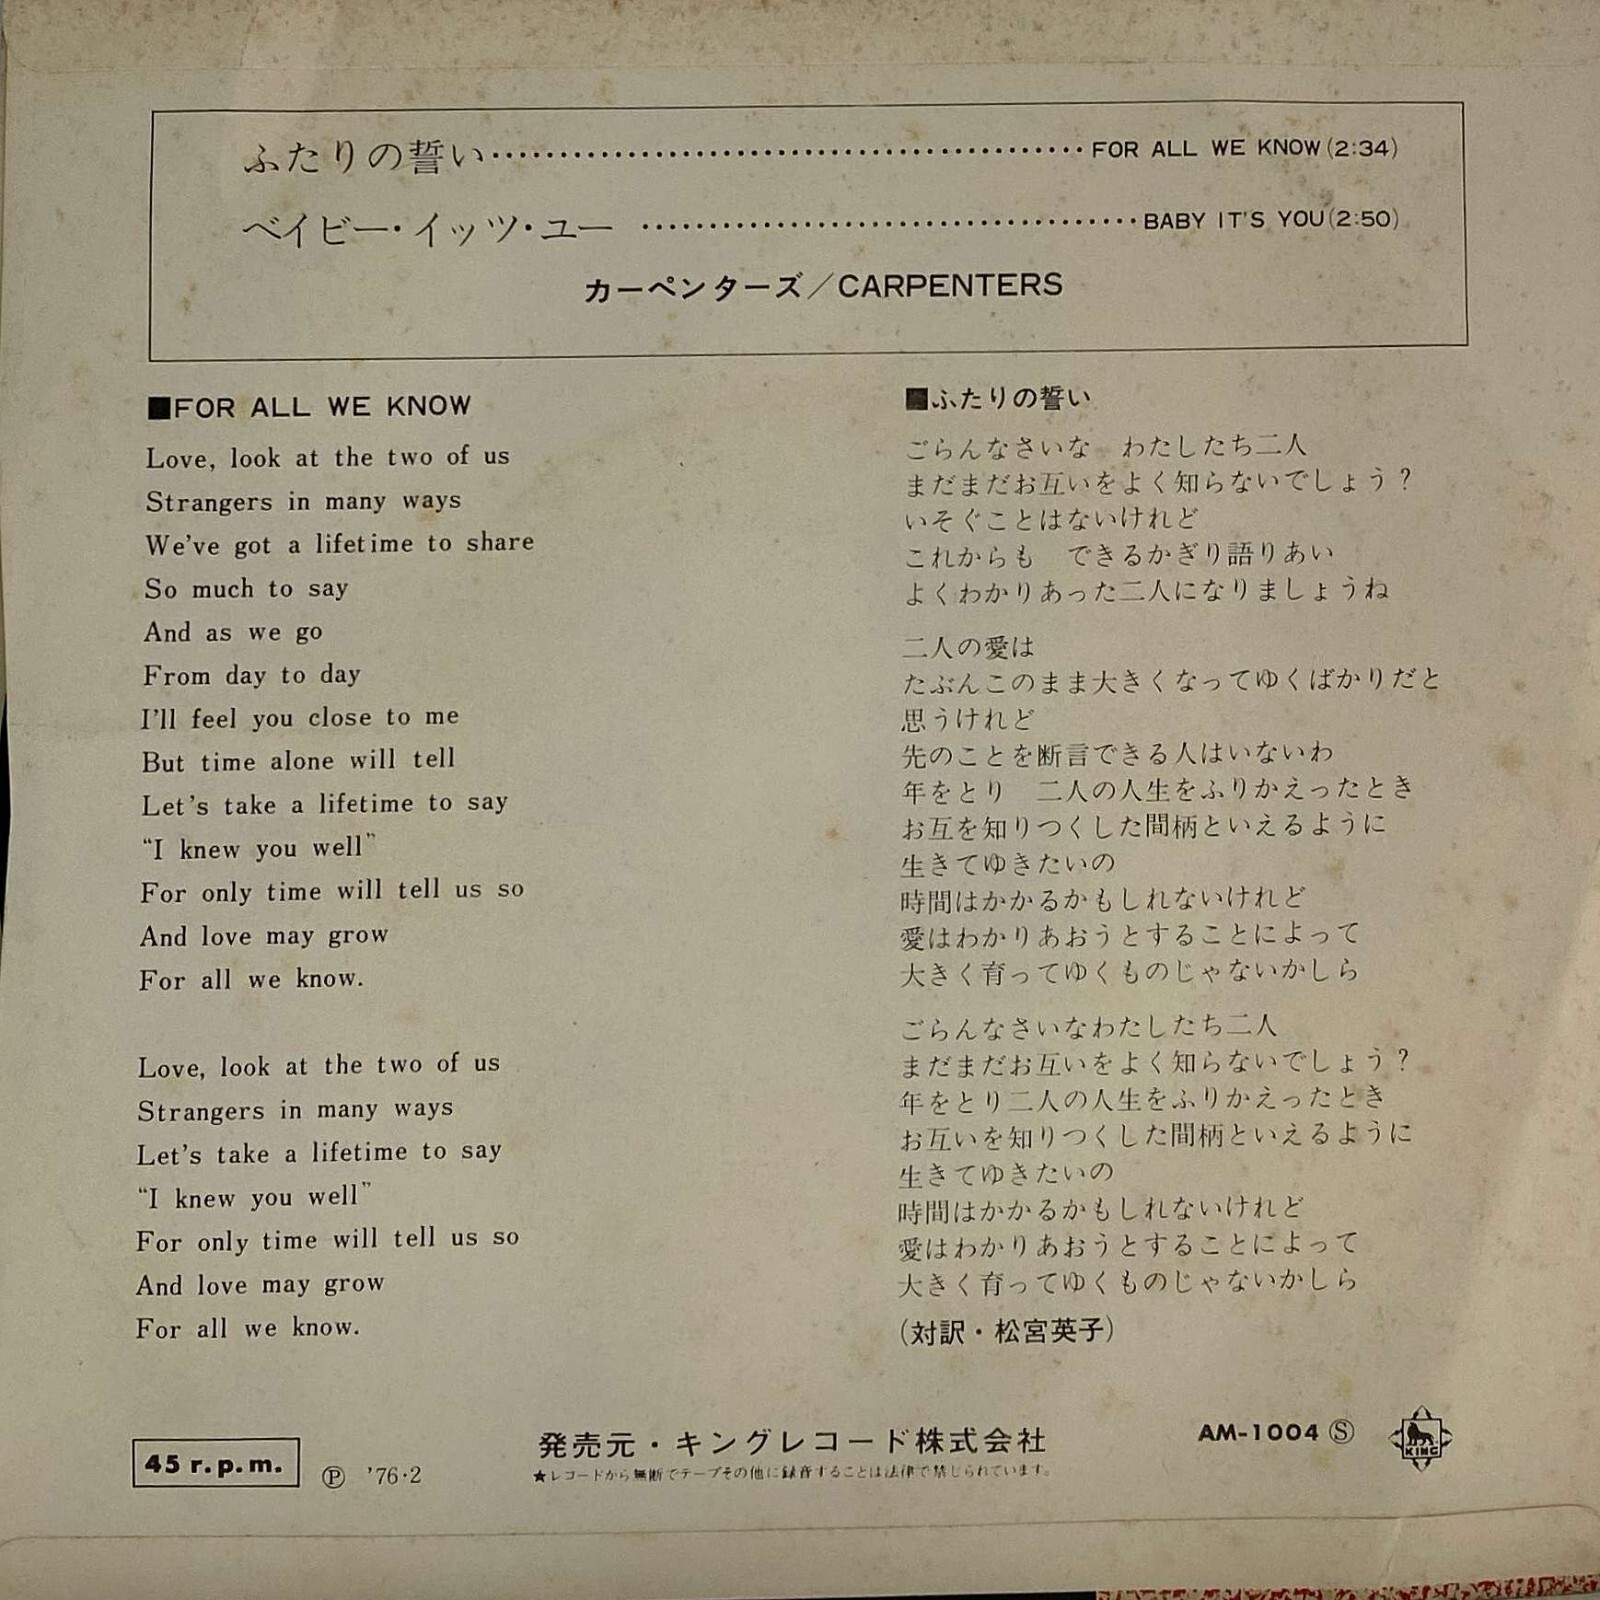 ふたりの誓い・・・・・・・・・・・・・・・・・・・・・・・・・・・・・・・・・・・・・・・・・・・・FOR ALL WE KNOW(2:34)
ベイビー・イッツ・ユー ・・・・・・・・・・・・・・・・・・・・・・・・・・・・・・・・・・・・・BABY IT'S YOU(2:50)
カーペンターズ／CARPENTERS
■FOR ALL WE KNOW
Love, look at the two of us
Strangers in many ways
We've got a lifetime to share
So much to say
And as we go
From day to day
I'll feel you close to me
But time alone will tell
Let's take a lifetime to say
“I knew you well”
For only time will tell us so
And love may grow
For all we know.
Love, look at the two of us
Strangers in many ways
Let's take a lifetime to say
“I knew you well”
For only time will tell us so
And love may grow
For all we know.
■ふたりの誓い
ごらんなさいな　わたしたち二人
まだまだお互いをよく知らないでしょう？
いそぐことはないけれど
これからも　できるかぎり語りあい
よくわかりあった二人になりましょうね
二人の愛は
たぶんこのまま大きくなってゆくばかりだと
思うけれど
先のことを断言できる人はいないわ
年をとり　二人の人生をふりかえったとき
お互を知りつくした間柄といえるように
生きてゆきたいの
時間はかかるかもしれないけれど
愛はわかりあおうとすることによって
大きく育ってゆくものじゃないかしら
ごらんなさいなわたしたち二人
まだまだお互いをよく知らないでしょう？
年をとり二人の人生をふりかえったとき
お互いを知りつくした間柄といえるように
生きてゆきたいの
時間はかかるかもしれないけれど
愛はわかりあおうとすることによって
大きく育ってゆくものじゃないかしら
(対訳・松宮英子)
45 r.p.m.
Ⓟ '76・2
発売元・キングレコード株式会社
★レコードから無断でテープその他に録音することは法律で禁じられています。
AM-1004 Ⓢ
KING